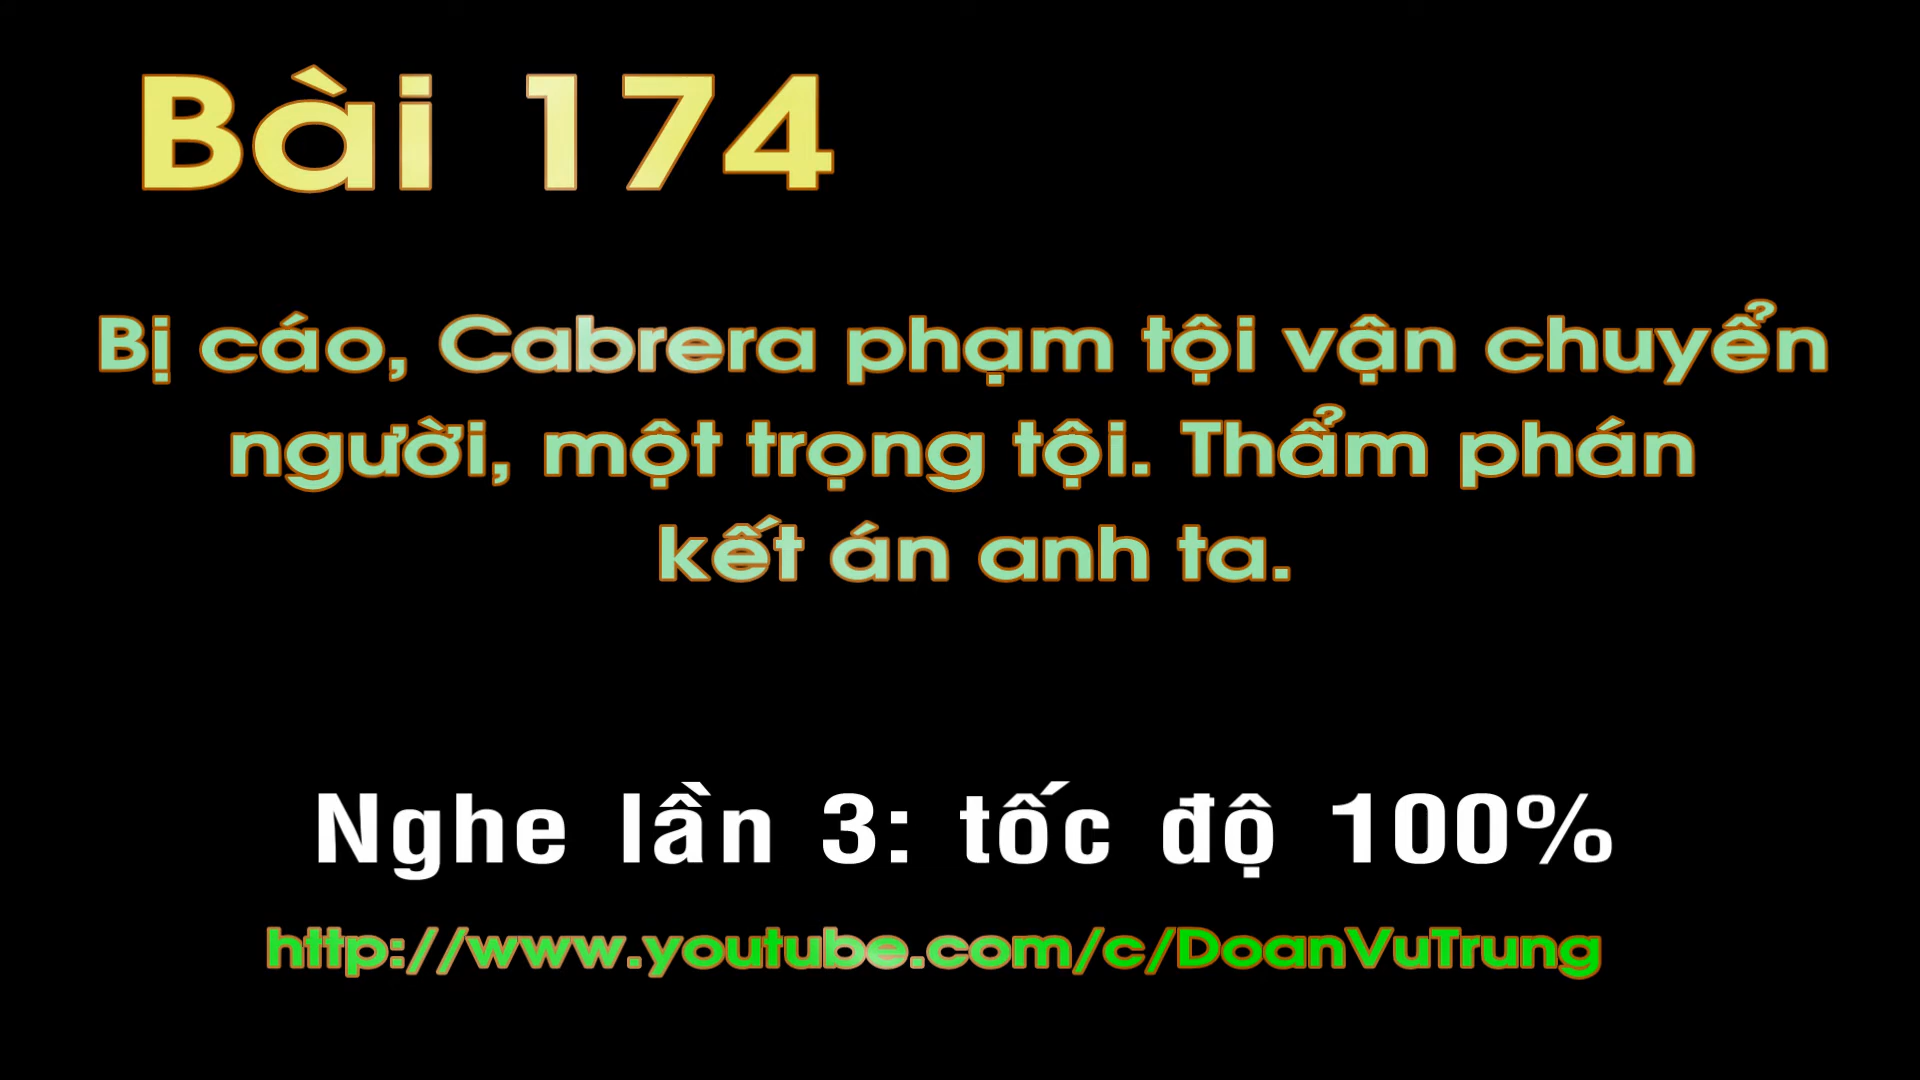 Bài 174
Bị cáo, Cabrera phạm tội vận chuyển
người, một trọng tội. Thẩm phán
kết án anh ta.
Nghe lần 3: tốc độ 100%
http://www.youtube.com/c/DoanVuTrung